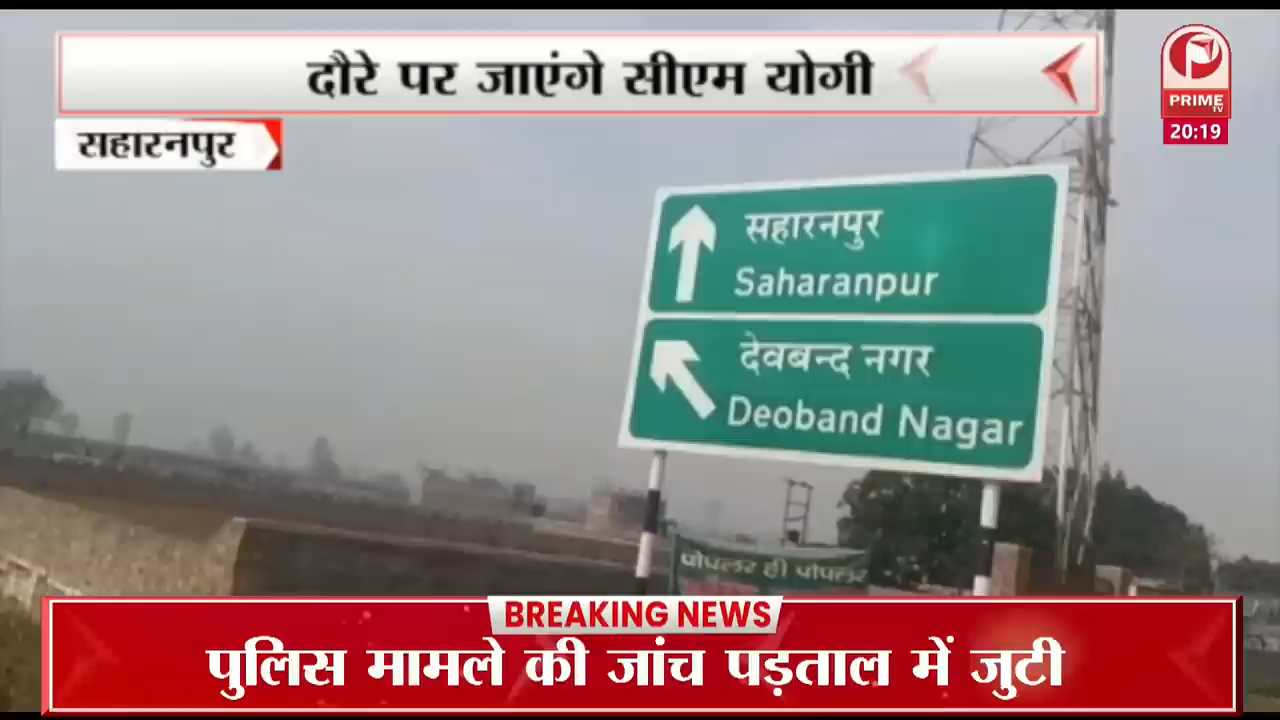 दौरे पर जाएंगे सीएम योगी
PRIME
TV
20:19
सहारनपुर
सहारनपुर
Saharanpur
देवबन्द नगर
Deoband Nagar
पोपलर ही पोपलर
BREAKING NEWS
पुलिस मामले की जांच पड़ताल में जुटी